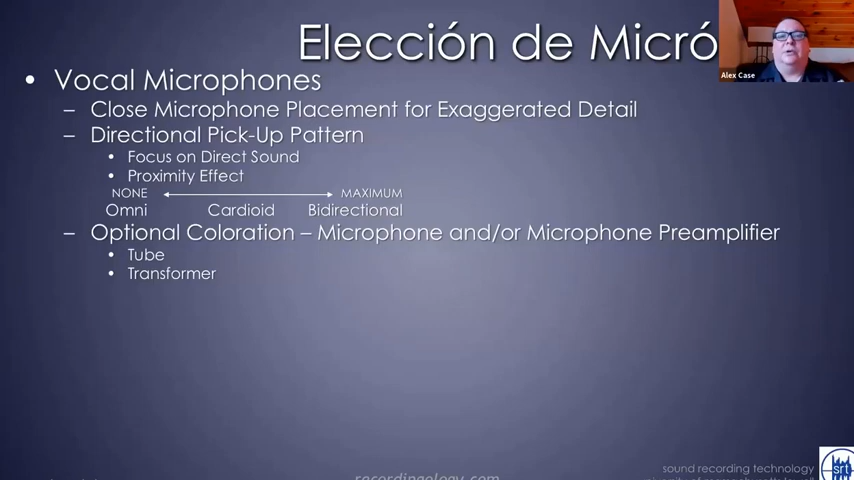 Elección de Micró
Alex Case
• Vocal Microphones
– Close Microphone Placement for Exaggerated Detail
– Directional Pick-Up Pattern
• Focus on Direct Sound
• Proximity Effect
NONE MAXIMUM
Omni Cardioid Bidirectional
– Optional Coloration – Microphone and/or Microphone Preamplifier
• Tube
• Transformer
recordingology.com
sound recording technology
srt